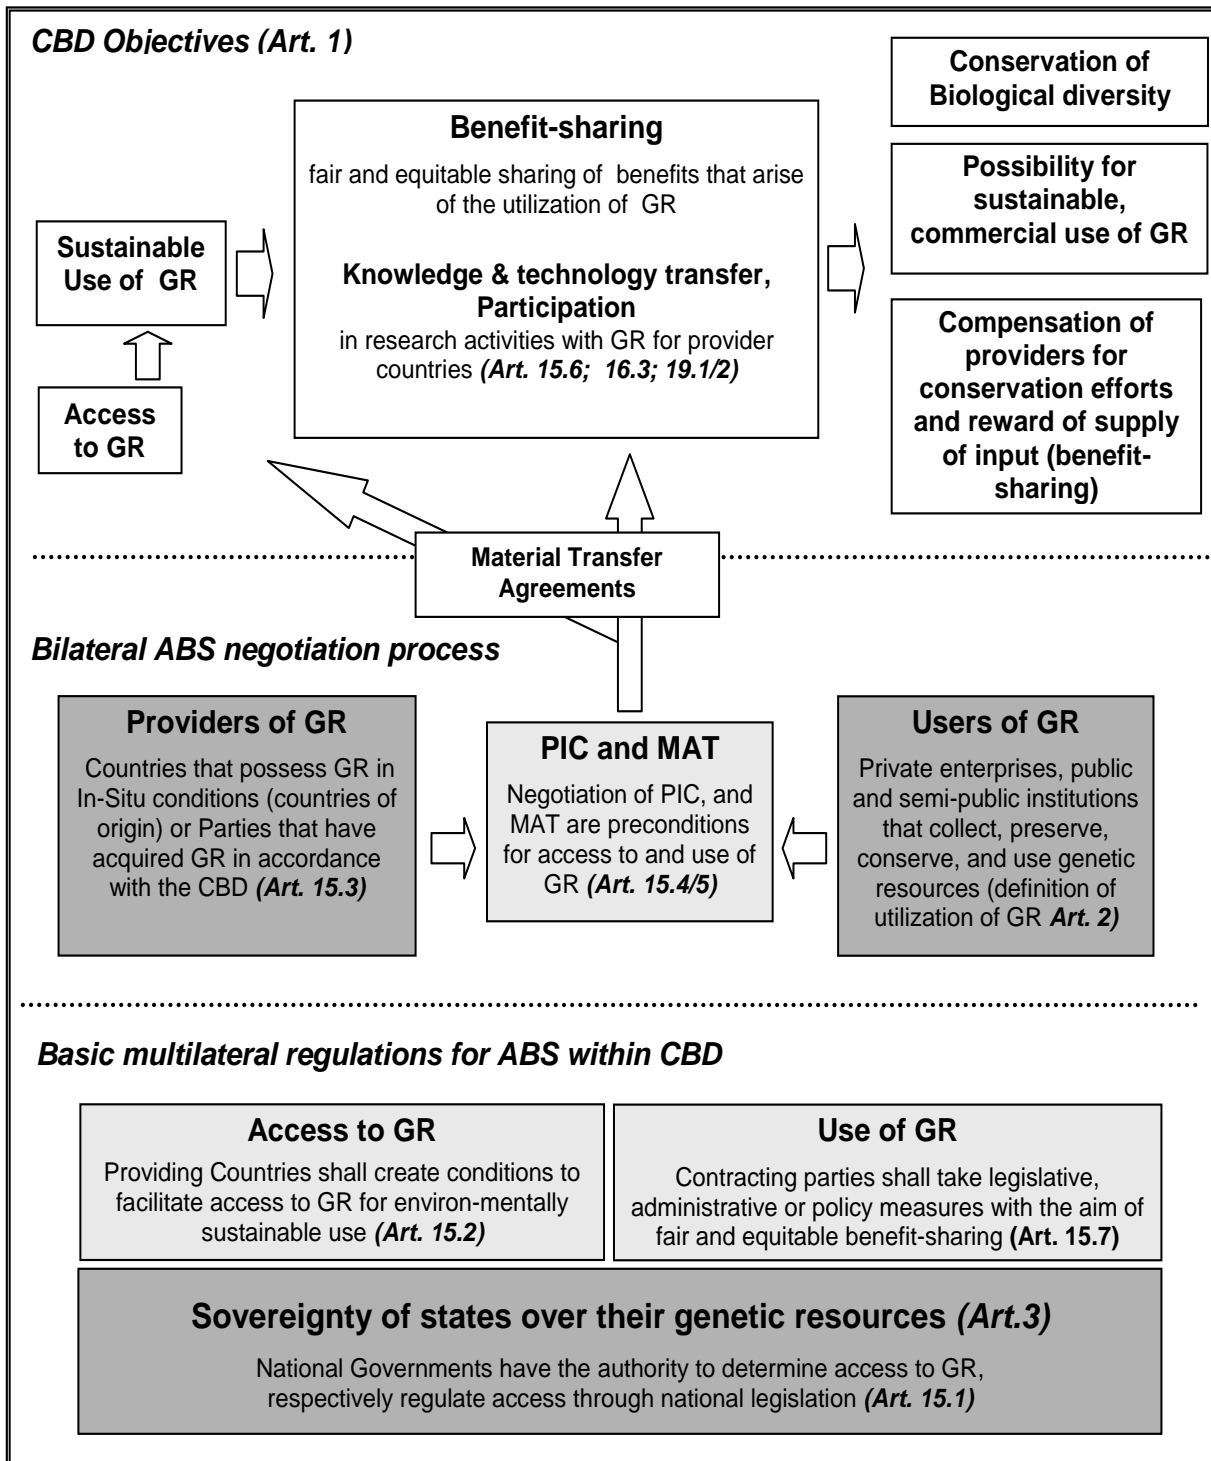 CBD Objectives (Art. 1)
Conservation of
Biological diversity
Benefit-sharing
fair and equitable sharing of benefits that arise
of the utilization of GR
Knowledge & technology transfer,
Participation
in research activities with GR for provider
countries (Art. 15.6; 16.3; 19.1/2)
Possibility for
sustainable,
commercial use of GR
Sustainable
Use of GR
Compensation of
providers for
conservation efforts
and reward of supply
of input (benefit-
sharing)
Access
to GR
Material Transfer
Agreements
Bilateral ABS negotiation process
Providers of GR
Countries that possess GR in
In-Situ conditions (countries of
origin) or Parties that have
acquired GR in accordance
with the CBD (Art. 15.3)
PIC and MAT
Negotiation of PIC, and
MAT are preconditions
for access to and use of
GR (Art. 15.4/5)
Users of GR
Private enterprises, public
and semi-public institutions
that collect, preserve,
conserve, and use genetic
resources (definition of
utilization of GR Art. 2)
Basic multilateral regulations for ABS within CBD
Access to GR
Providing Countries shall create conditions to
facilitate access to GR for environ-mentally
sustainable use (Art. 15.2)
Use of GR
Contracting parties shall take legislative,
administrative or policy measures with the aim of
fair and equitable benefit-sharing (Art. 15.7)
Sovereignty of states over their genetic resources (Art.3)
National Governments have the authority to determine access to GR,
respectively regulate access through national legislation (Art. 15.1)